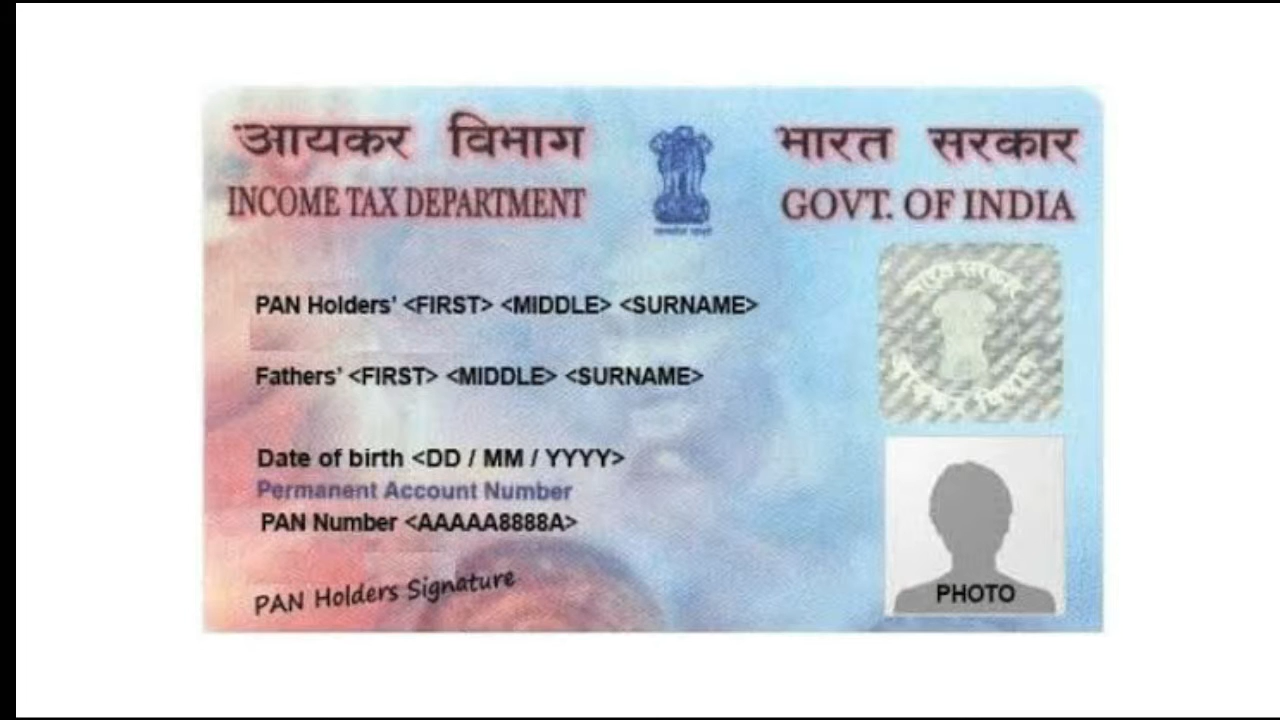 आयकर विभाग
भारत सरकार
INCOME TAX DEPARTMENT
GOVT. OF INDIA
PAN Holders' <FIRST> <MIDDLE> <SURNAME>
Fathers' <FIRST> <MIDDLE> <SURNAME>
Date of birth <DD / MM / YYYY>
Permanent Account Number
PAN Number <AAAAA8888A>
PAN Holders Signature
PHOTO